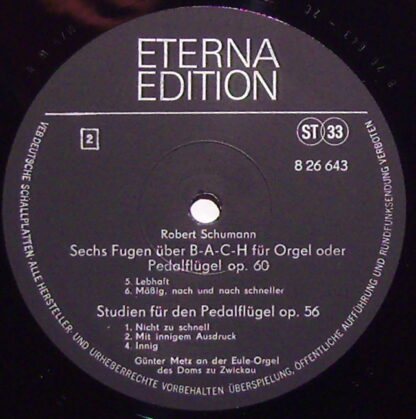 ETERNA
EDITION
2
ST 33
8 26 643
Robert Schumann
Sechs Fugen über B-A-C-H für Orgel oder
Pedalflügel op. 60
5. Lebhaft
6. Mäßig, nach und nach schneller
Studien für den Pedalflügel op. 56
1. Nicht zu schnell
2. Mit innigem Ausdruck
4. Innig
Günter Metz an der Eule-Orgel
des Doms zu Zwickau
VEB DEUTSCHE SCHALLPLATTEN · ALLE HERSTELLER- UND URHEBERRECHTE VORBEHALTEN ÜBERSPIELUNG, ÖFFENTLICHE AUFFÜHRUNG UND RUNDFUNKSENDUNG VERBOTEN